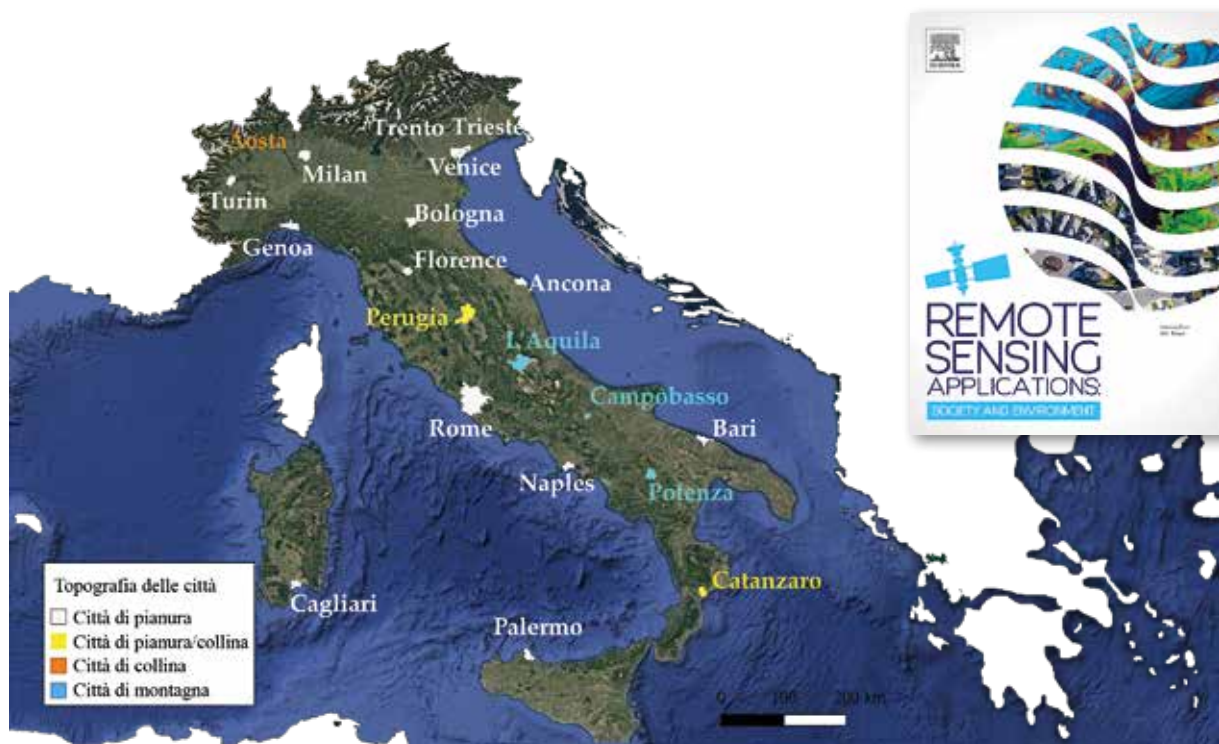 Aosta
Trento Trieste
Milan
Venice
Turin
Bologna
Genoa
Florence
Ancona
Perugia
L'Aquila
Campobasso
Rome
Bari
Naples
Potenza
Catanzaro
Cagliari
Palermo
Topografia delle città
Città di pianura
Città di pianura/collina
Città di collina
Città di montagna
0 100 200 km
ELSEVIER
REMOTE
SENSING
APPLICATIONS:
SOCIETY AND ENVIRONMENT